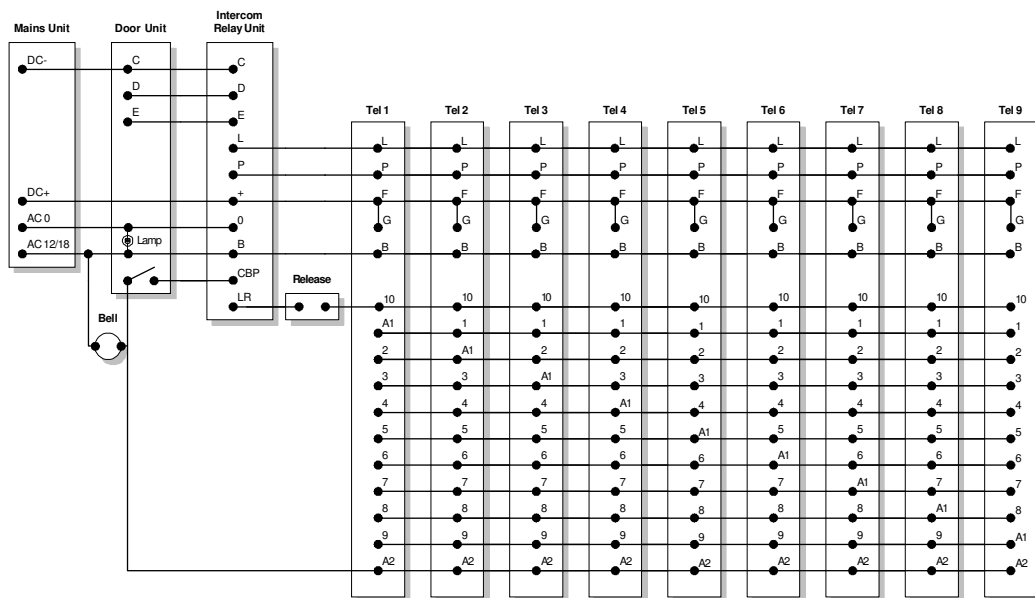 Mains Unit
Door Unit
Intercom
Relay Unit
DC-
DC+
AC 0
AC 12/18
C
D
E
Lamp
Bell
C
D
E
L
P
+
0
B
CBP
LR
Release
Tel 1
L
P
F
G
B
10
A1
2
3
4
5
6
7
8
9
A2
Tel 2
L
P
F
G
B
10
1
A1
3
4
5
6
7
8
9
A2
Tel 3
L
P
F
G
B
10
1
2
A1
4
5
6
7
8
9
A2
Tel 4
L
P
F
G
B
10
1
2
3
A1
5
6
7
8
9
A2
Tel 5
L
P
F
G
B
10
1
2
3
4
A1
6
7
8
9
A2
Tel 6
L
P
F
G
B
10
1
2
3
4
5
A1
7
8
9
A2
Tel 7
L
P
F
G
B
10
1
2
3
4
5
6
A1
8
9
A2
Tel 8
L
P
F
G
B
10
1
2
3
4
5
6
7
A1
9
A2
Tel 9
L
P
F
G
B
10
1
2
3
4
5
6
7
8
A1
A2